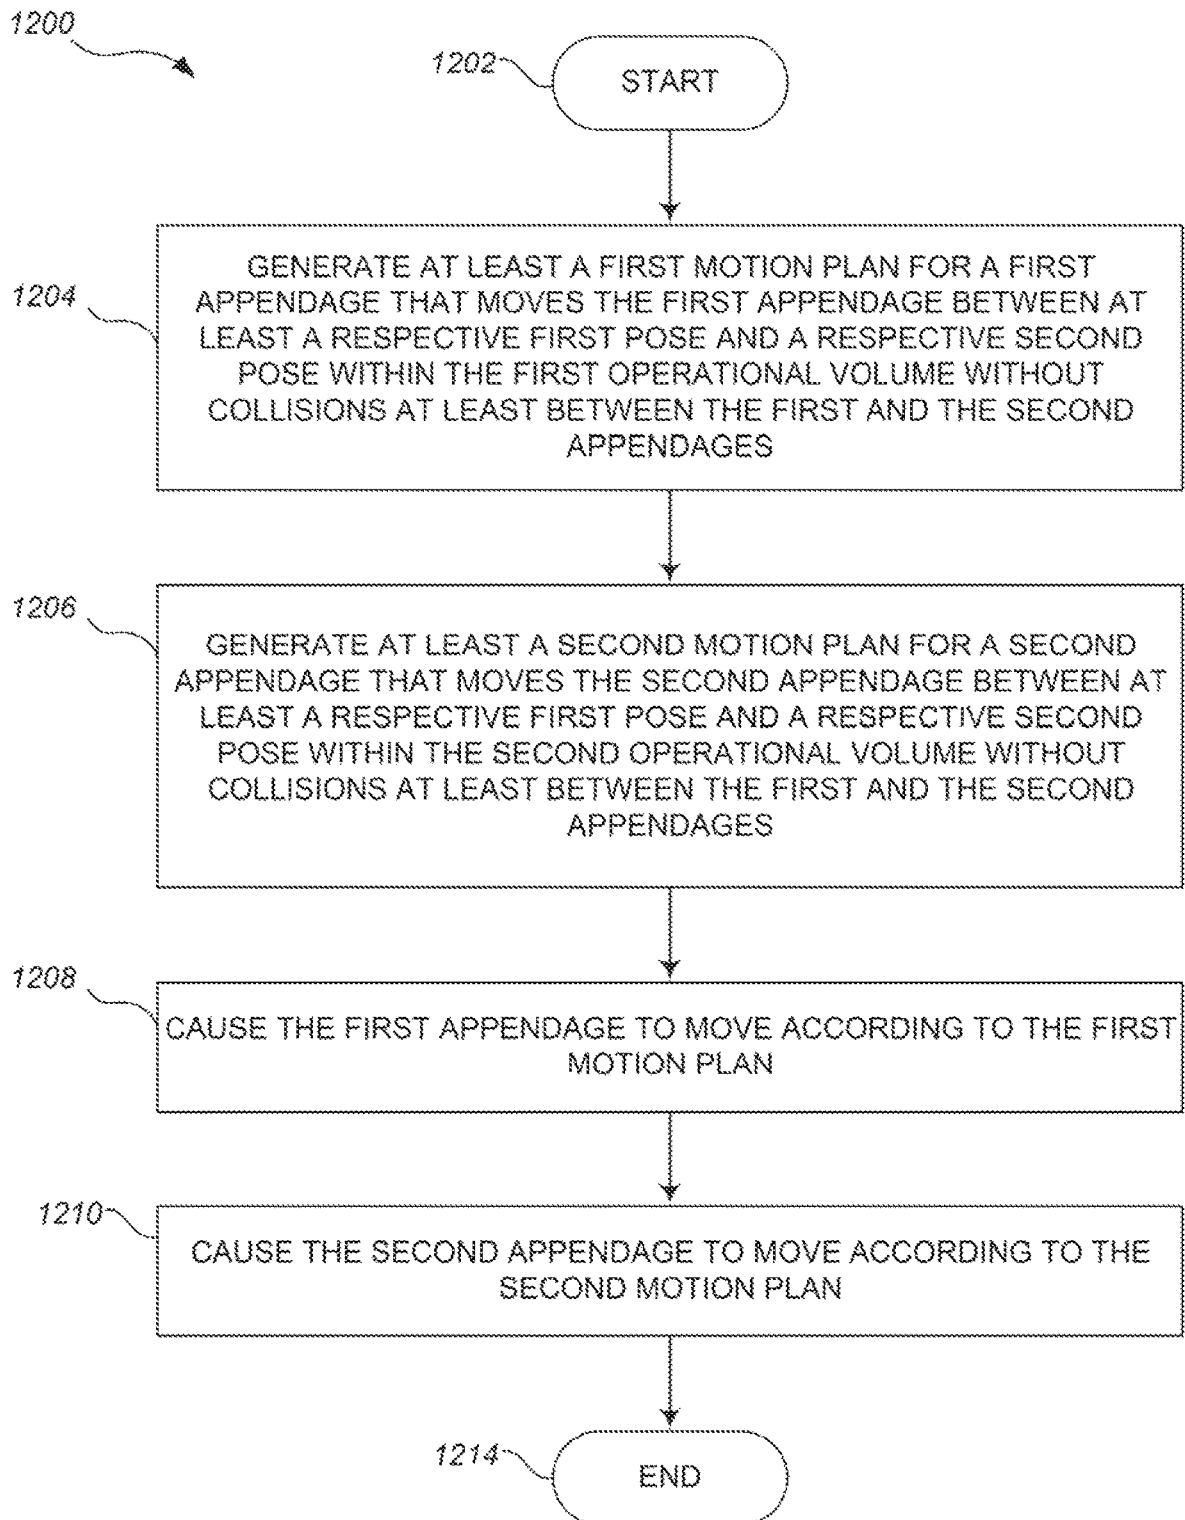 1200
1202
START
1204
GENERATE AT LEAST A FIRST MOTION PLAN FOR A FIRST
APPENDAGE THAT MOVES THE FIRST APPENDAGE BETWEEN AT
LEAST A RESPECTIVE FIRST POSE AND A RESPECTIVE SECOND
POSE WITHIN THE FIRST OPERATIONAL VOLUME WITHOUT
COLLISIONS AT LEAST BETWEEN THE FIRST AND THE SECOND
APPENDAGES
1206
GENERATE AT LEAST A SECOND MOTION PLAN FOR A SECOND
APPENDAGE THAT MOVES THE SECOND APPENDAGE BETWEEN AT
LEAST A RESPECTIVE FIRST POSE AND A RESPECTIVE SECOND
POSE WITHIN THE SECOND OPERATIONAL VOLUME WITHOUT
COLLISIONS AT LEAST BETWEEN THE FIRST AND THE SECOND
APPENDAGES
1208
CAUSE THE FIRST APPENDAGE TO MOVE ACCORDING TO THE FIRST
MOTION PLAN
1210
CAUSE THE SECOND APPENDAGE TO MOVE ACCORDING TO THE
SECOND MOTION PLAN
1214
END